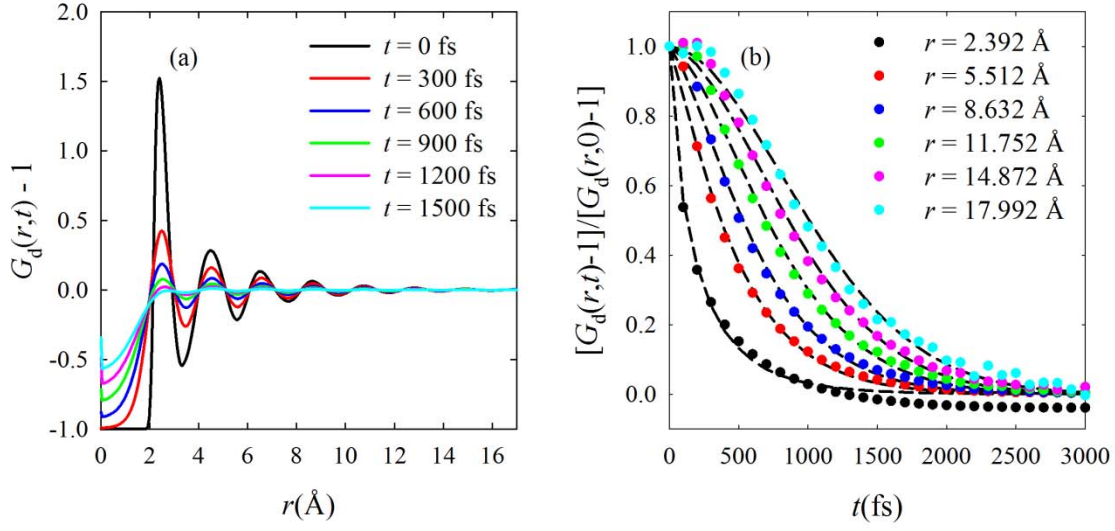 (a)
G_d(r,t) - 1
2.0
1.5
1.0
0.5
0.0
-0.5
-1.0
0 2 4 6 8 10 12 14 16
r(Å)
t = 0 fs
t = 300 fs
t = 600 fs
t = 900 fs
t = 1200 fs
t = 1500 fs
(b)
[G_d(r,t)-1]/[G_d(r,0)-1]
1.0
0.8
0.6
0.4
0.2
0.0
0 500 1000 1500 2000 2500 3000
t(fs)
r = 2.392 Å
r = 5.512 Å
r = 8.632 Å
r = 11.752 Å
r = 14.872 Å
r = 17.992 Å